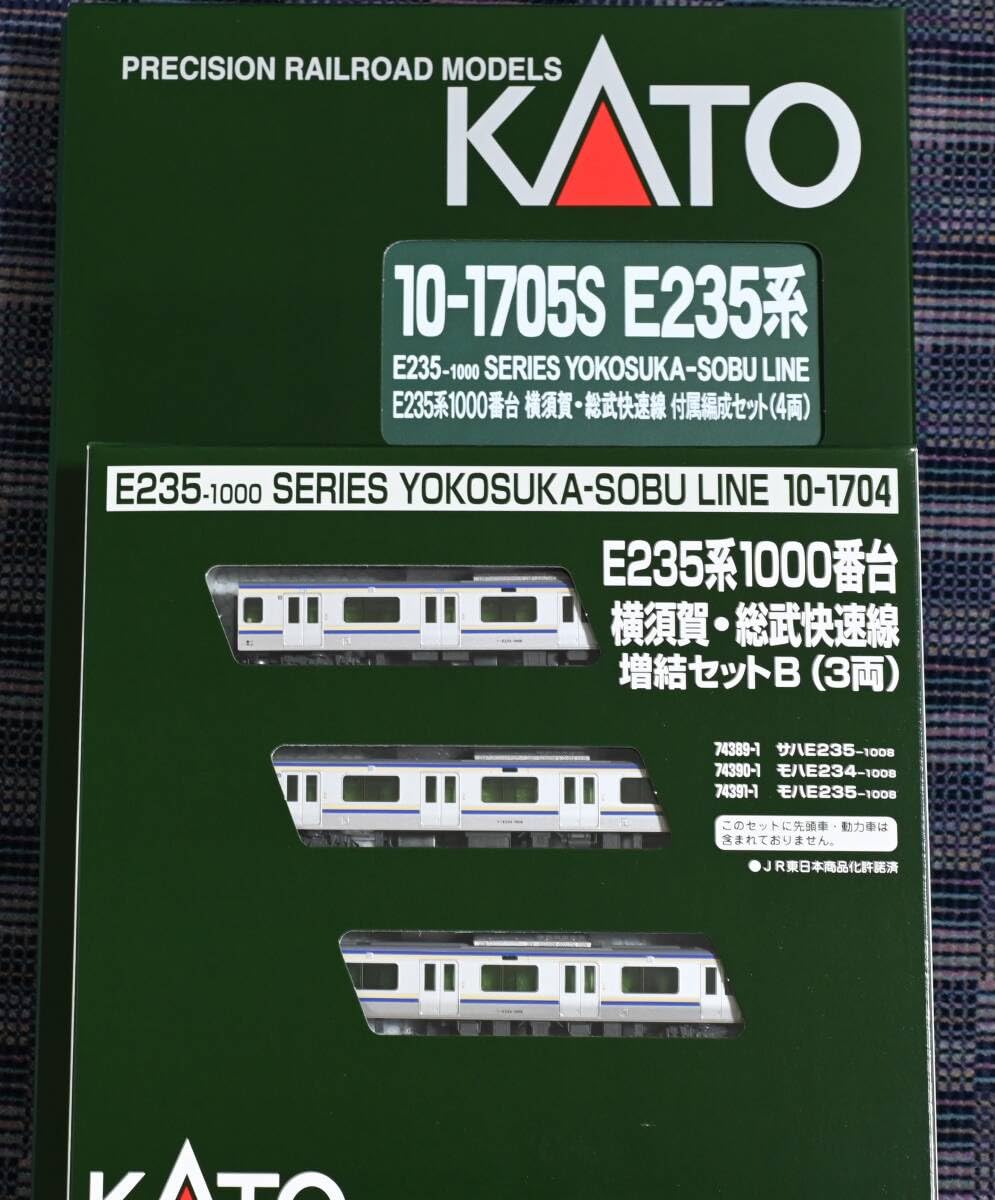 PRECISION RAILROAD MODELS
KATO
10-1705S E235系
E235-1000 SERIES YOKOSUKA-SOBU LINE
E235系1000番台 横須賀・総武快速線 付属編成セット(4両)
E235-1000 SERIES YOKOSUKA-SOBU LINE 10-1704
E235系1000番台
横須賀・総武快速線
増結セットB(3両)
74389-1 サハE235-1008
74390-1 モハE234-1008
74391-1 モハE235-1008
このセットに先頭車・動力車は
含まれておりません。
●JR東日本商品化許諾済
KATO